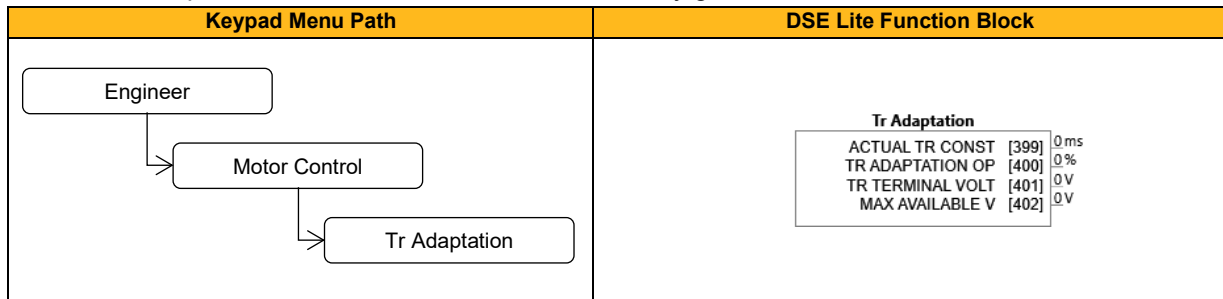 Keypad Menu Path
DSE Lite Function Block
Engineer
Motor Control
Tr Adaptation
Tr Adaptation
ACTUAL TR CONST [399] 0 ms
TR ADAPTATION OP [400] 0 %
TR TERMINAL VOLT [401] 0 V
MAX AVAILABLE V [402] 0 V